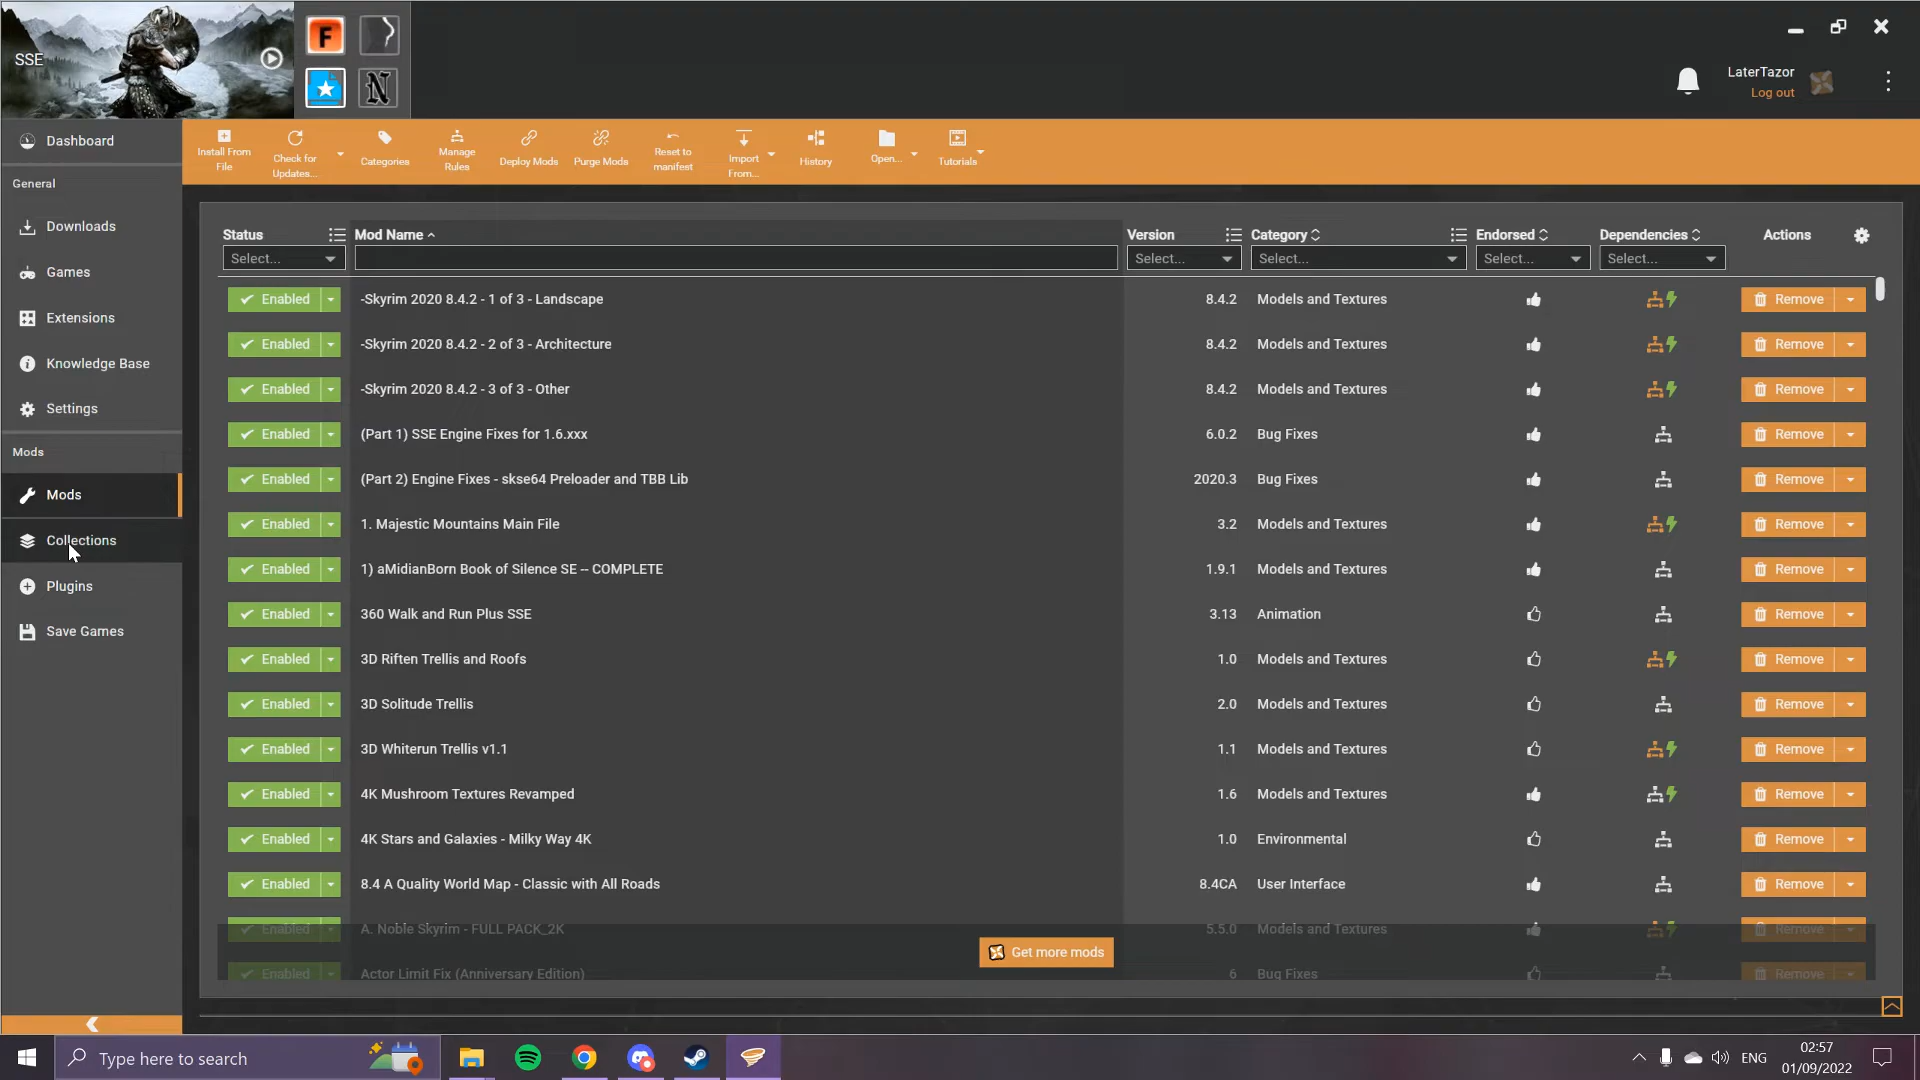 SSE
F
N
LaterTazor
Log out
Dashboard
General
Downloads
Games
Extensions
Knowledge Base
Settings
Mods
Mods
Collections
Plugins
Save Games
Install From
File
Check for
Updates...
Categories
Manage
Rules
Deploy Mods
Purge Mods
Reset to
manifest
Import
From...
History
Open...
Tutorials
Status
Mod Name
Version
Category
Endorsed
Dependencies
Actions
Select...
Select...
Select...
Select...
Select...
Enabled -Skyrim 2020 8.4.2 - 1 of 3 - Landscape 8.4.2 Models and Textures Remove
Enabled -Skyrim 2020 8.4.2 - 2 of 3 - Architecture 8.4.2 Models and Textures Remove
Enabled -Skyrim 2020 8.4.2 - 3 of 3 - Other 8.4.2 Models and Textures Remove
Enabled (Part 1) SSE Engine Fixes for 1.6.xxx 6.0.2 Bug Fixes Remove
Enabled (Part 2) Engine Fixes - skse64 Preloader and TBB Lib 2020.3 Bug Fixes Remove
Enabled 1. Majestic Mountains Main File 3.2 Models and Textures Remove
Enabled 1) aMidianBorn Book of Silence SE -- COMPLETE 1.9.1 Models and Textures Remove
Enabled 360 Walk and Run Plus SSE 3.13 Animation Remove
Enabled 3D Riften Trellis and Roofs 1.0 Models and Textures Remove
Enabled 3D Solitude Trellis 2.0 Models and Textures Remove
Enabled 3D Whiterun Trellis v1.1 1.1 Models and Textures Remove
Enabled 4K Mushroom Textures Revamped 1.6 Models and Textures Remove
Enabled 4K Stars and Galaxies - Milky Way 4K 1.0 Environmental Remove
Enabled 8.4 A Quality World Map - Classic with All Roads 8.4CA User Interface Remove
Enabled A. Noble Skyrim - FULL PACK_2K 5.5.0 Models and Textures Remove
Get more mods
Enabled Actor Limit Fix (Anniversary Edition) 6 Bug Fixes Remove
Type here to search
ENG
02:57
01/09/2022